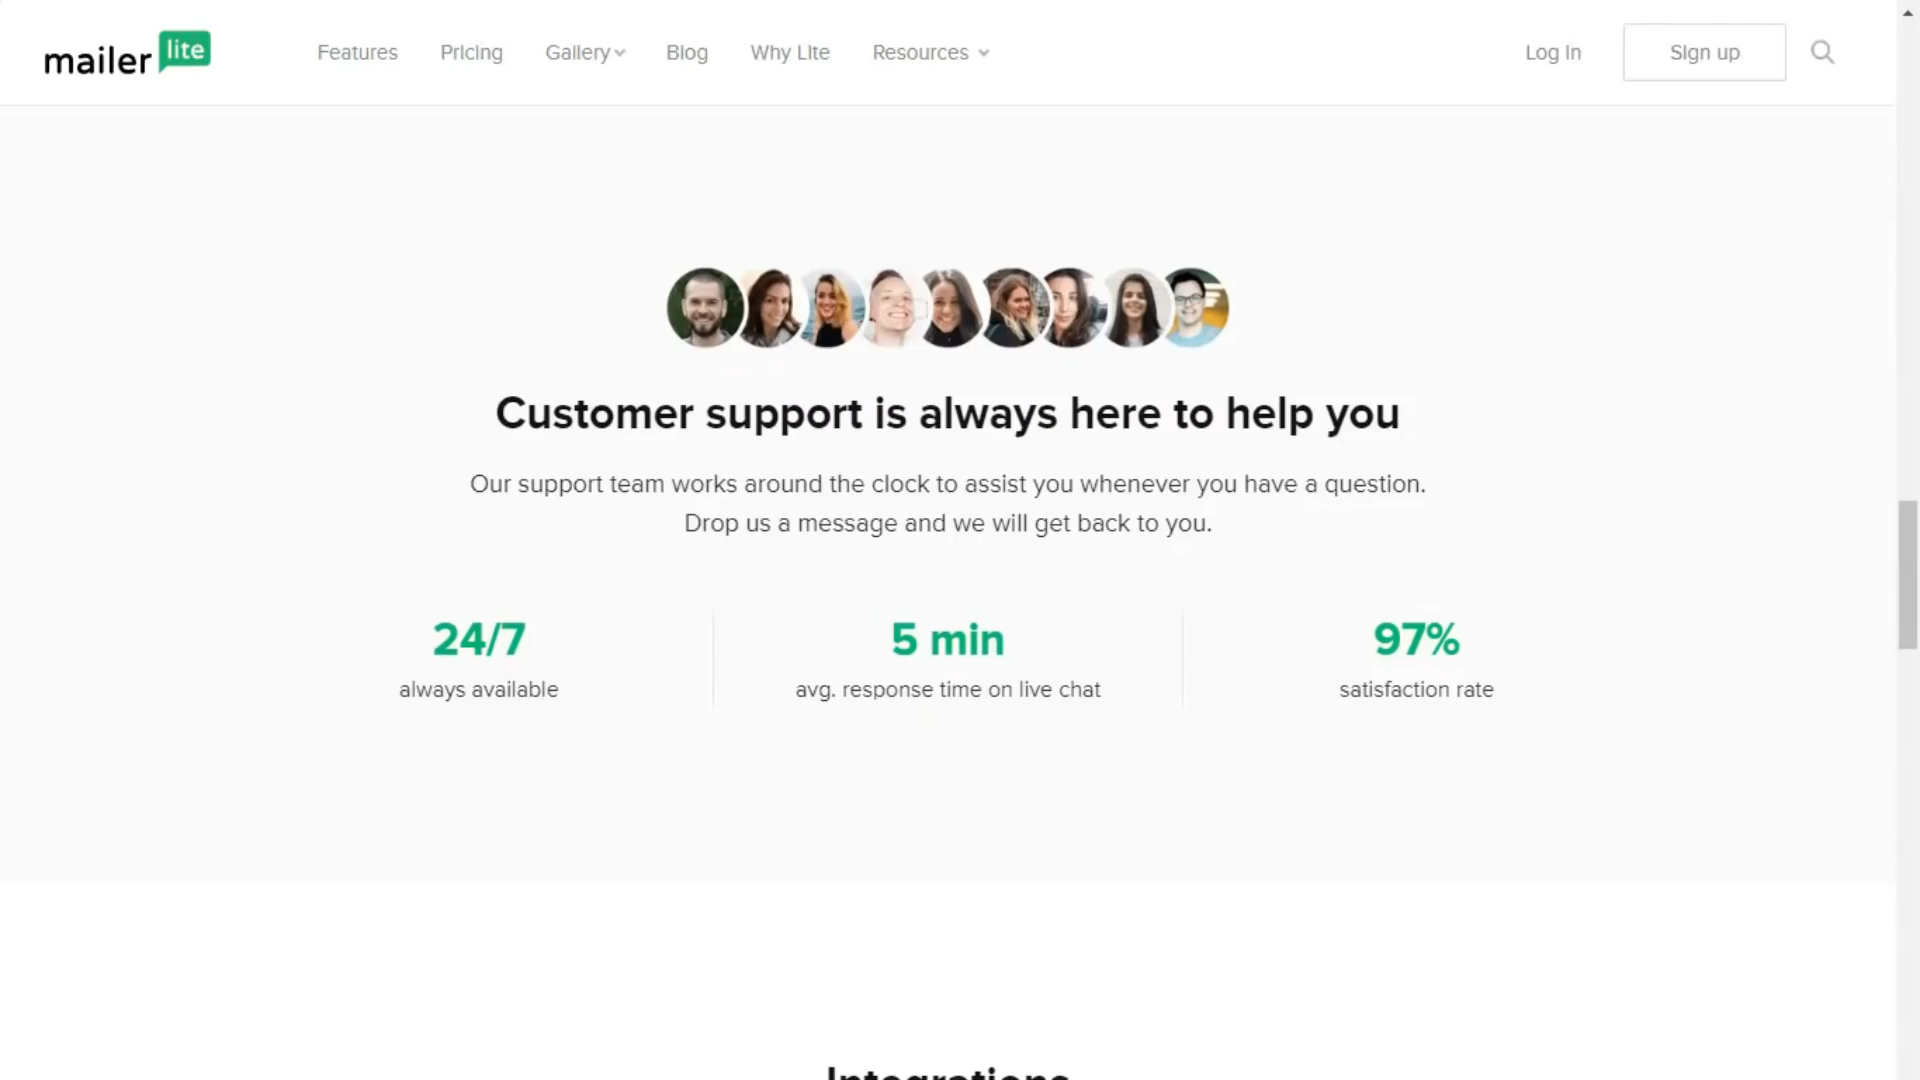 mailer lite
Features Pricing Gallery Blog Why Lite Resources Log In Sign up
Customer support is always here to help you
Our support team works around the clock to assist you whenever you have a question.
Drop us a message and we will get back to you.
24/7 5 min 97%
always available avg. response time on live chat satisfaction rate
Integrations